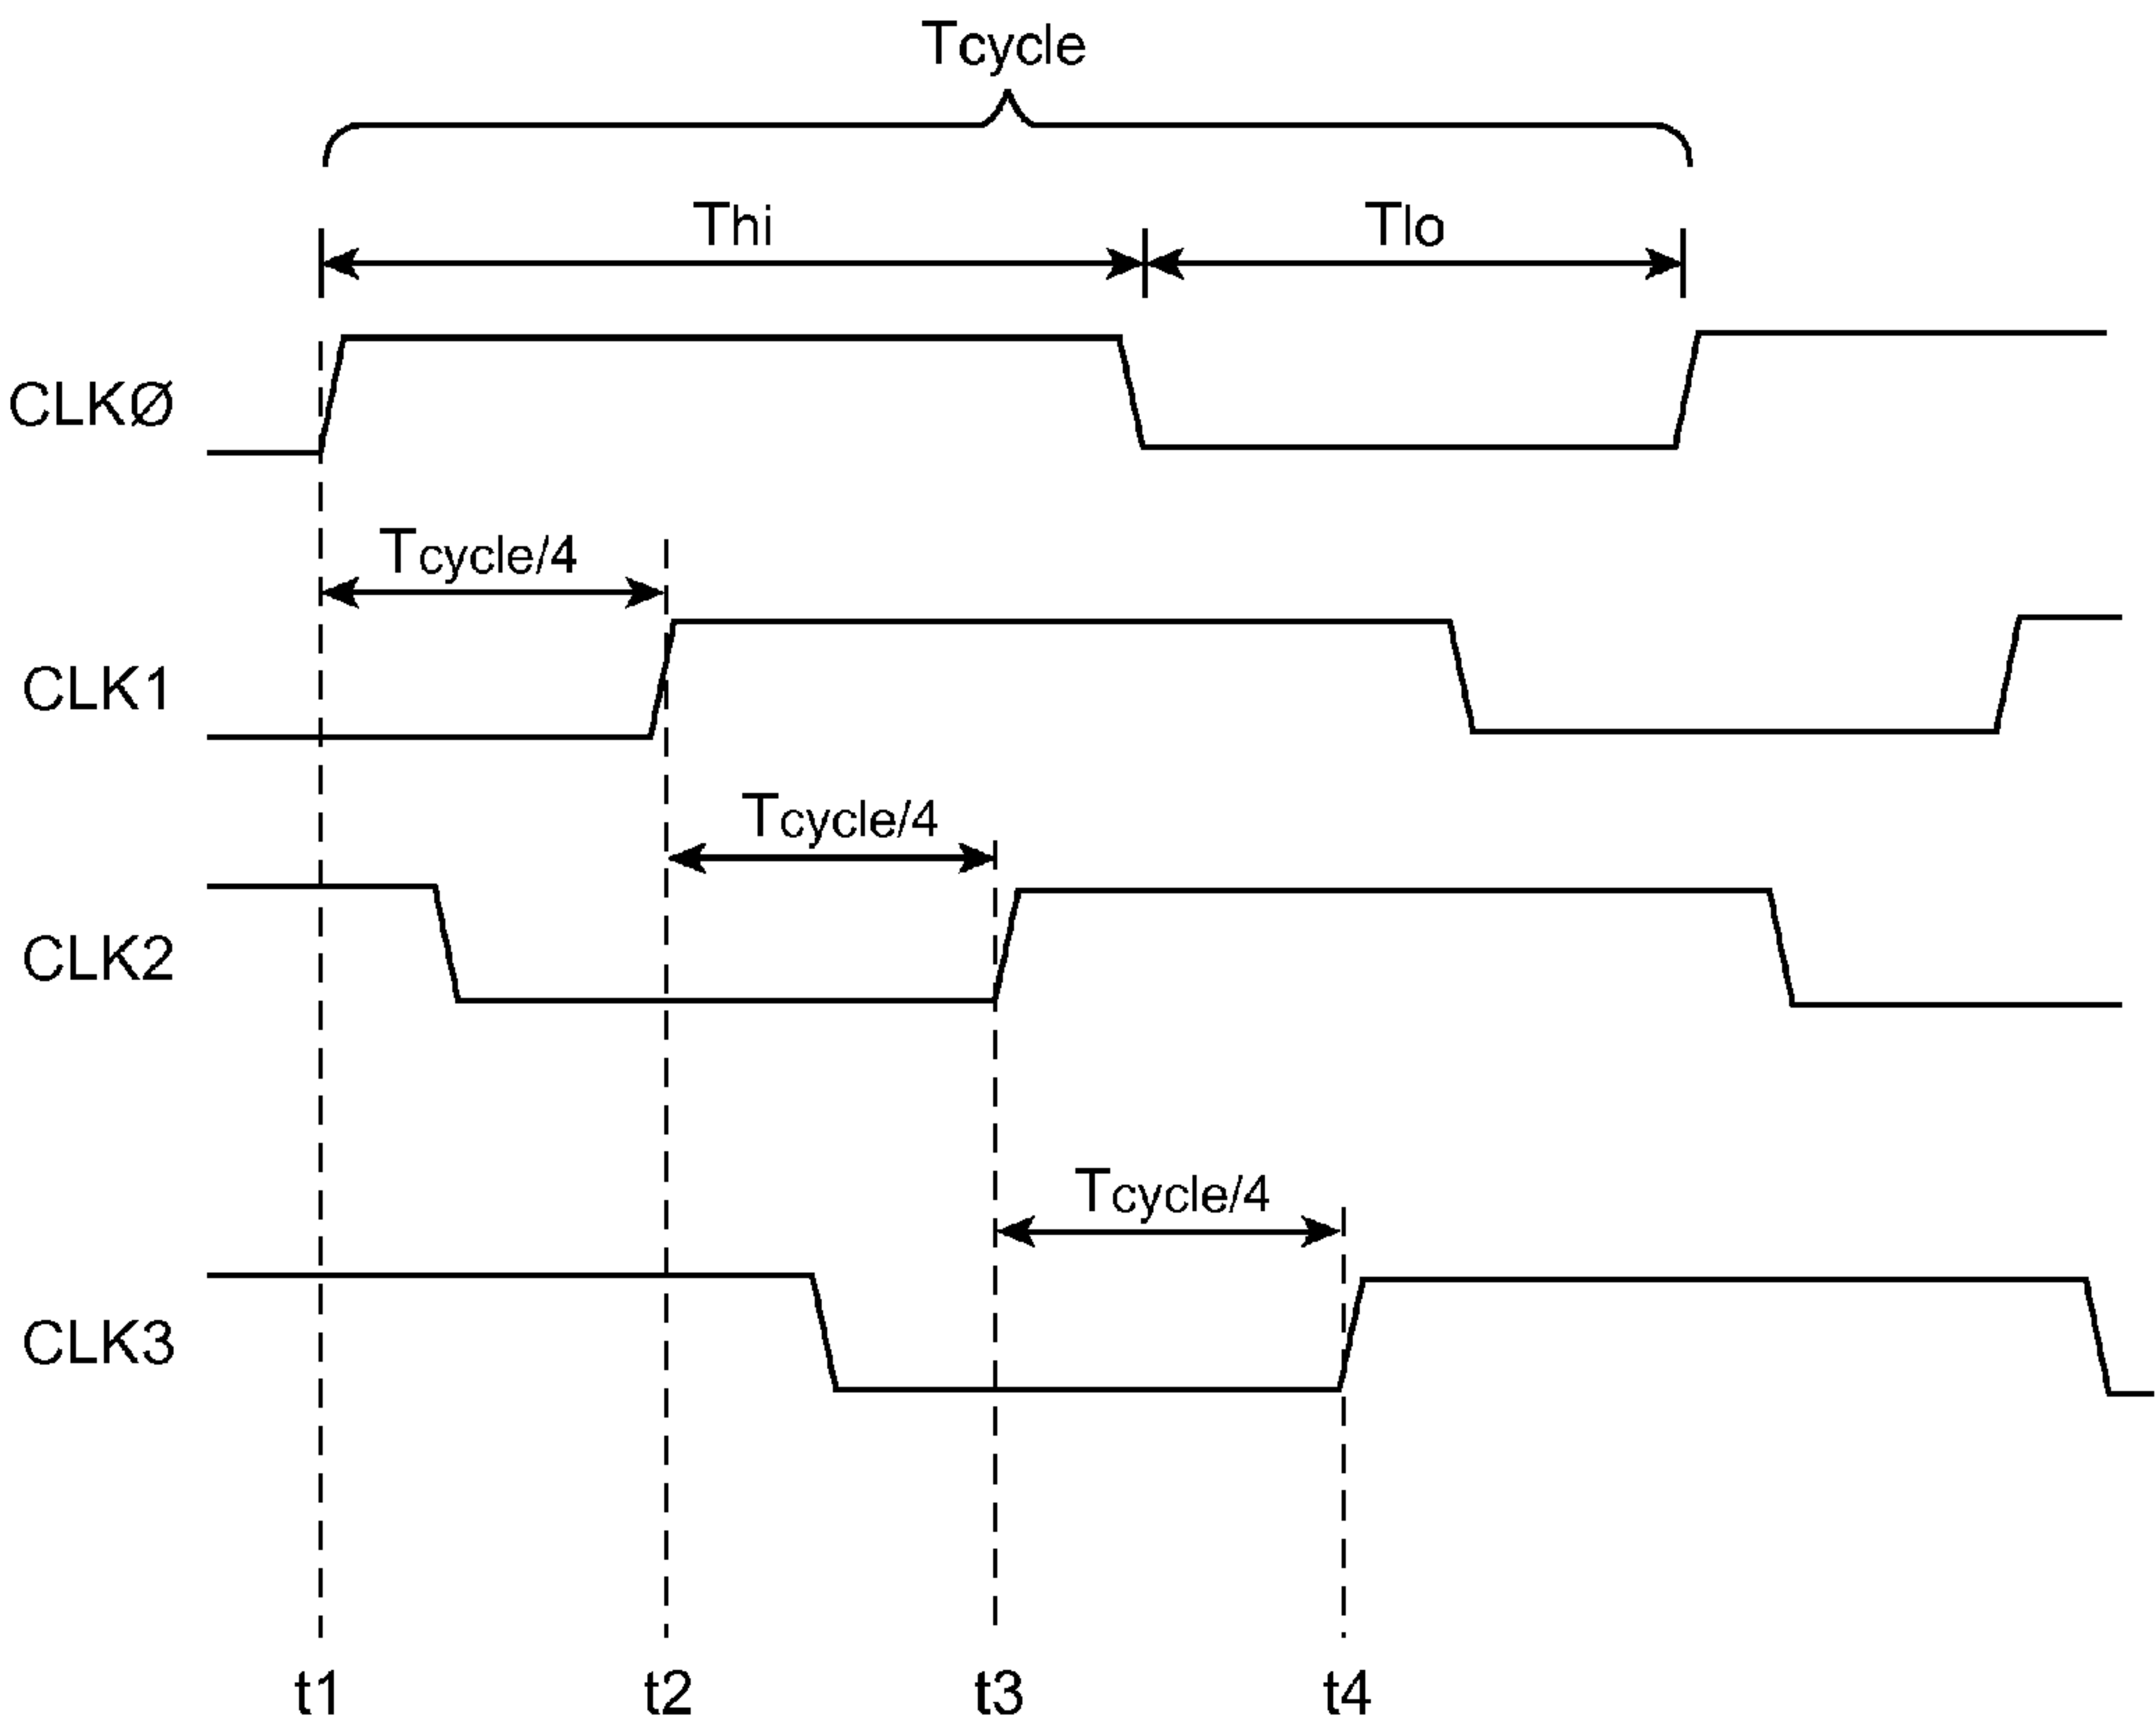 Tcycle
Thi
Tlo
CLKØ
Tcycle/4
CLK1
Tcycle/4
CLK2
Tcycle/4
CLK3
t1
t2
t3
t4